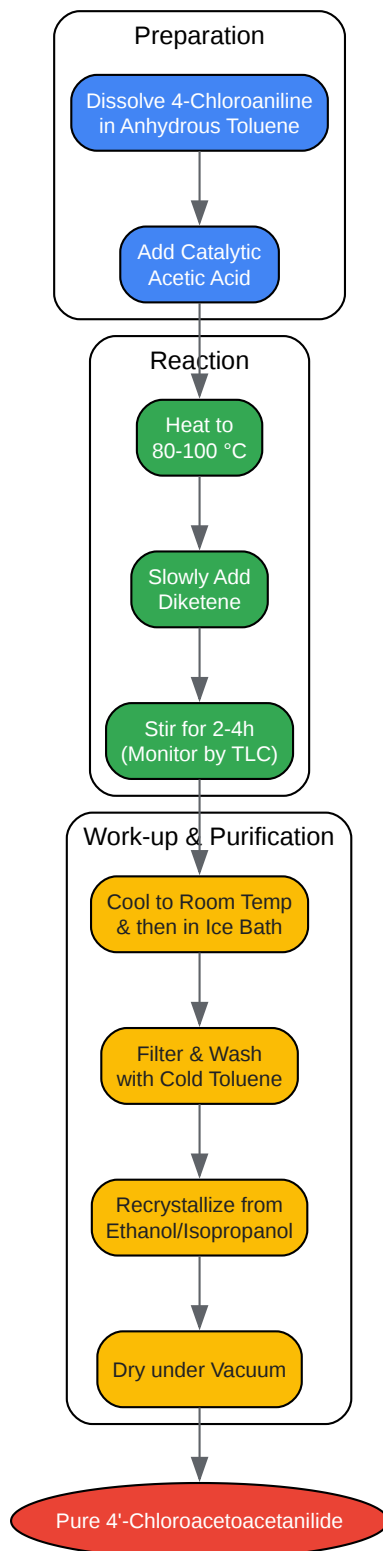 Preparation
Dissolve 4-Chloroaniline
in Anhydrous Toluene
Add Catalytic
Acetic Acid
Reaction
Heat to
80-100 °C
Slowly Add
Diketene
Stir for 2-4h
(Monitor by TLC)
Work-up & Purification
Cool to Room Temp
& then in Ice Bath
Filter & Wash
with Cold Toluene
Recrystallize from
Ethanol/Isopropanol
Dry under Vacuum
Pure 4'-Chloroacetoacetanilide